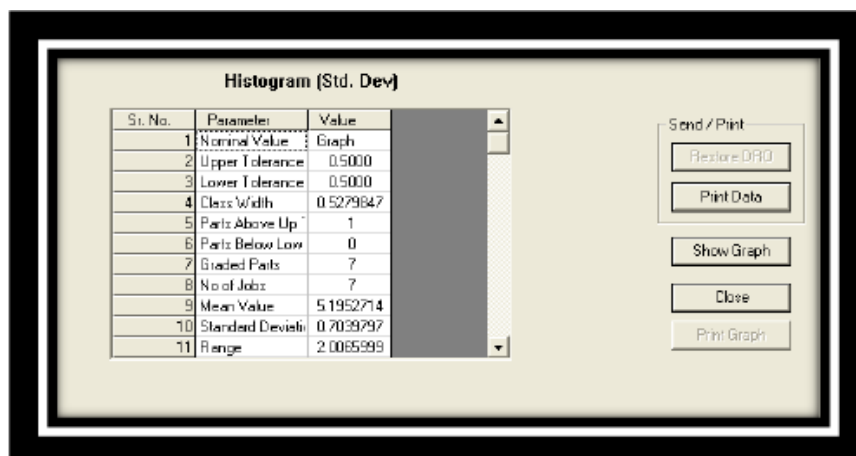 Histogram (Std. Dev)
Sr. No. Parameter Value
1 Nominal Value Graph
2 Upper Tolerance 0.5000
3 Lower Tolerance 0.5000
4 Class Width 0.5279847
5 Parts Above Up
6 Parts Below Low 0
7 Graded Parts 7
8 No of Jobs 7
9 Mean Value 5.1952714
10 Standard Deviati 0.7039797
11 Range 2.0065999
Send / Print
Restore DRO
Print Data
Show Graph
Close
Print Graph